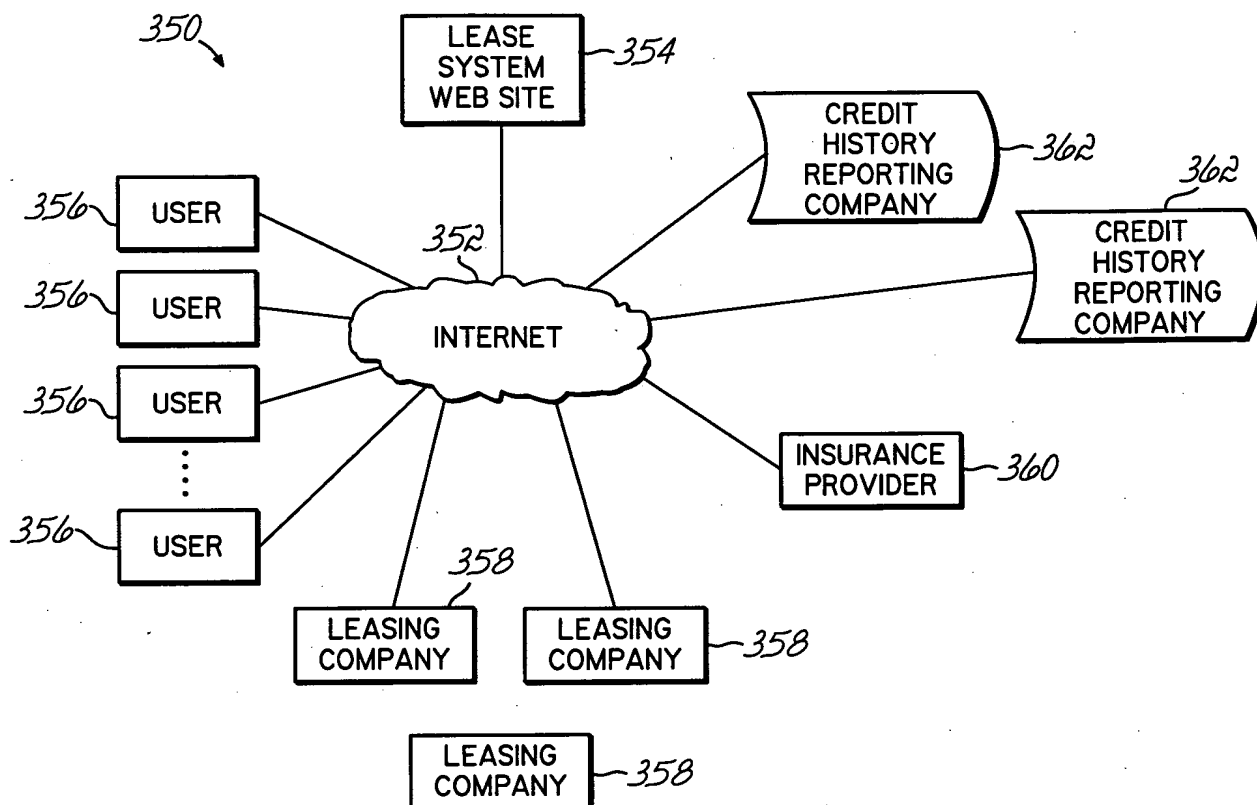 350
LEASE
SYSTEM
WEB SITE
354
CREDIT
HISTORY
REPORTING
COMPANY
362
362
CREDIT
HISTORY
REPORTING
COMPANY
356
USER
352
356
USER
INTERNET
356
USER
356
USER
INSURANCE
PROVIDER
360
358
LEASING
COMPANY
LEASING
COMPANY
358
LEASING
COMPANY
358